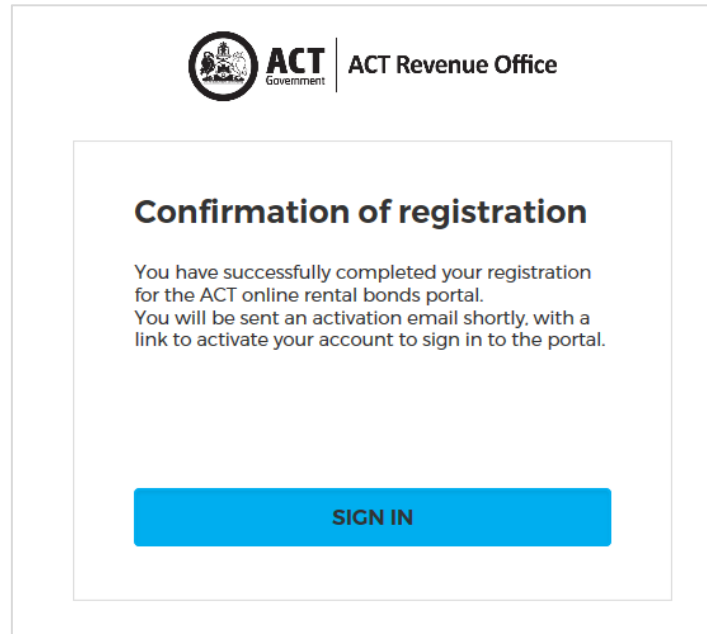 ACT
Government
ACT Revenue Office
Confirmation of registration
You have successfully completed your registration
for the ACT online rental bonds portal.
You will be sent an activation email shortly, with a
link to activate your account to sign in to the portal.
SIGN IN